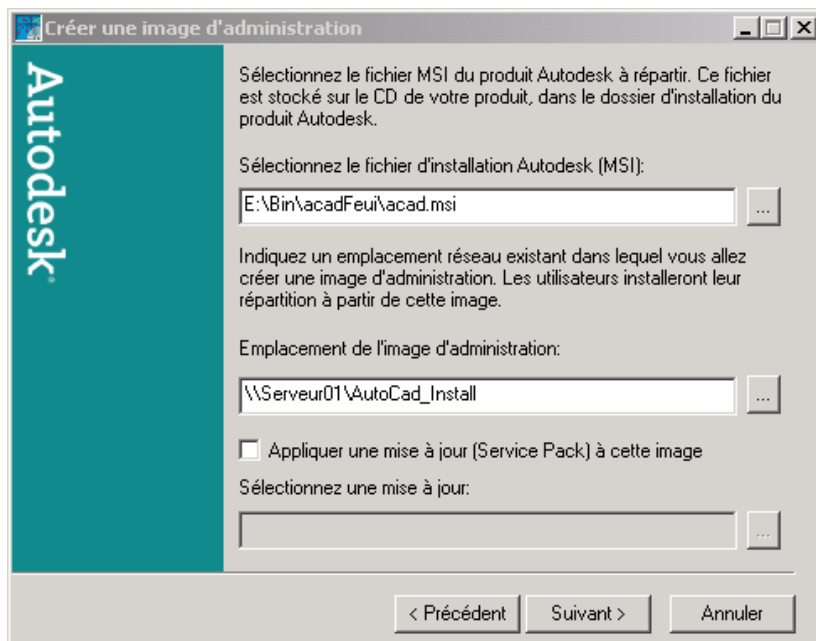 Créer une image d'administration
Autodesk
Sélectionnez le fichier MSI du produit Autodesk à répartir. Ce fichier
est stocké sur le CD de votre produit, dans le dossier d'installation du
produit Autodesk.
Sélectionnez le fichier d'installation Autodesk (MSI):
E:\Bin\acadFeui\acad.msi
...
Indiquez un emplacement réseau existant dans lequel vous allez
créer une image d'administration. Les utilisateurs installeront leur
répartition à partir de cette image.
Emplacement de l'image d'administration:
\\Serveur01\AutoCad_Install
...
Appliquer une mise à jour (Service Pack) à cette image
Sélectionnez une mise à jour:
...
< Précédent Suivant > Annuler